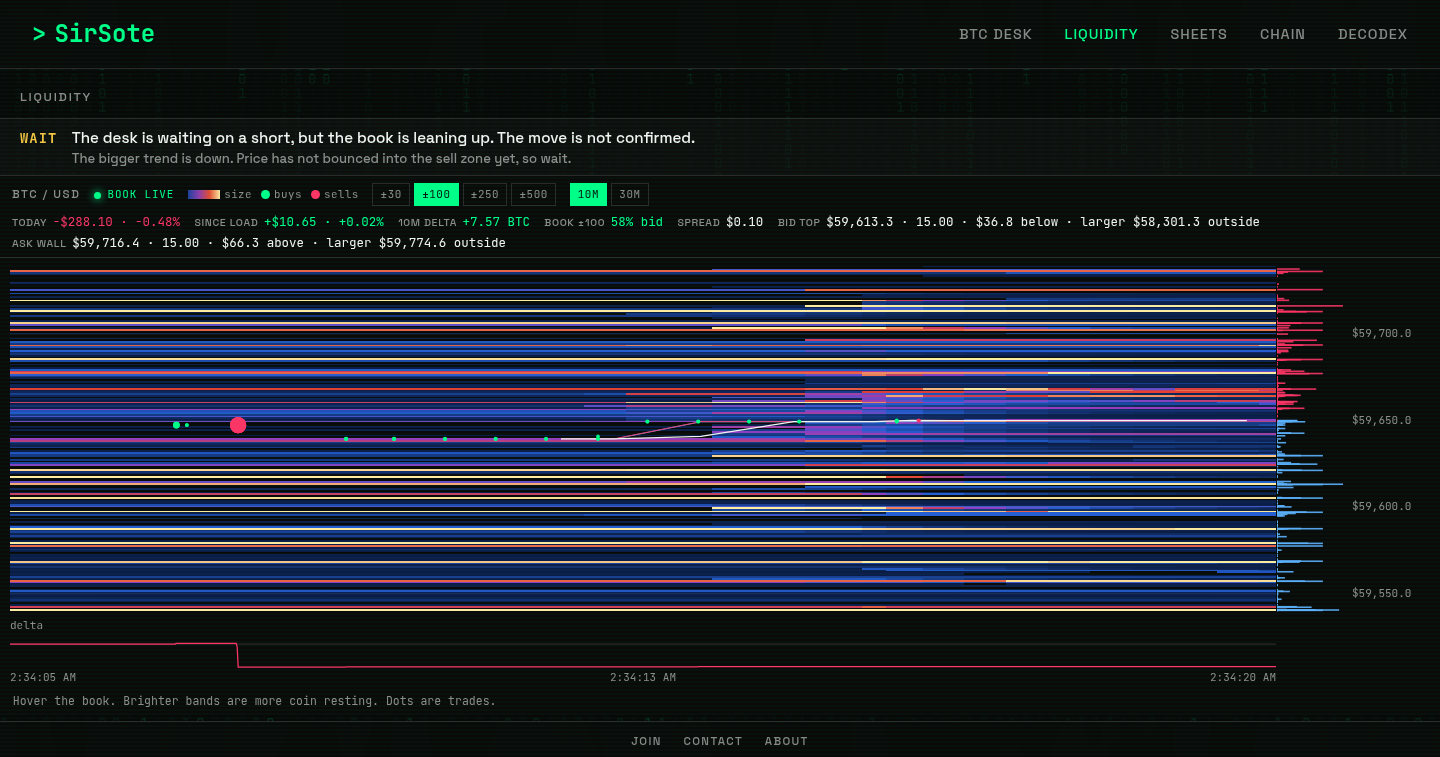 > SirSote
BTC DESK LIQUIDITY SHEETS CHAIN DECODEX
LIQUIDITY
WAIT The desk is waiting on a short, but the book is leaning up. The move is not confirmed.
The bigger trend is down. Price has not bounced into the sell zone yet, so wait.
BTC / USD BOOK LIVE size buys sells ±30 ±100 ±250 ±500 10M 30M
TODAY -$288.10 · -0.48% SINCE LOAD +$10.65 · +0.02% 10M DELTA +7.57 BTC BOOK ±100 58% bid SPREAD $0.10 BID TOP $59,613.3 · 15.00 · $36.8 below · larger $58,301.3 outside
ASK WALL $59,716.4 · 15.00 · $66.3 above · larger $59,774.6 outside
$59,700.0
$59,650.0
$59,600.0
$59,550.0
delta
2:34:05 AM 2:34:13 AM 2:34:20 AM
Hover the book. Brighter bands are more coin resting. Dots are trades.
JOIN CONTACT ABOUT